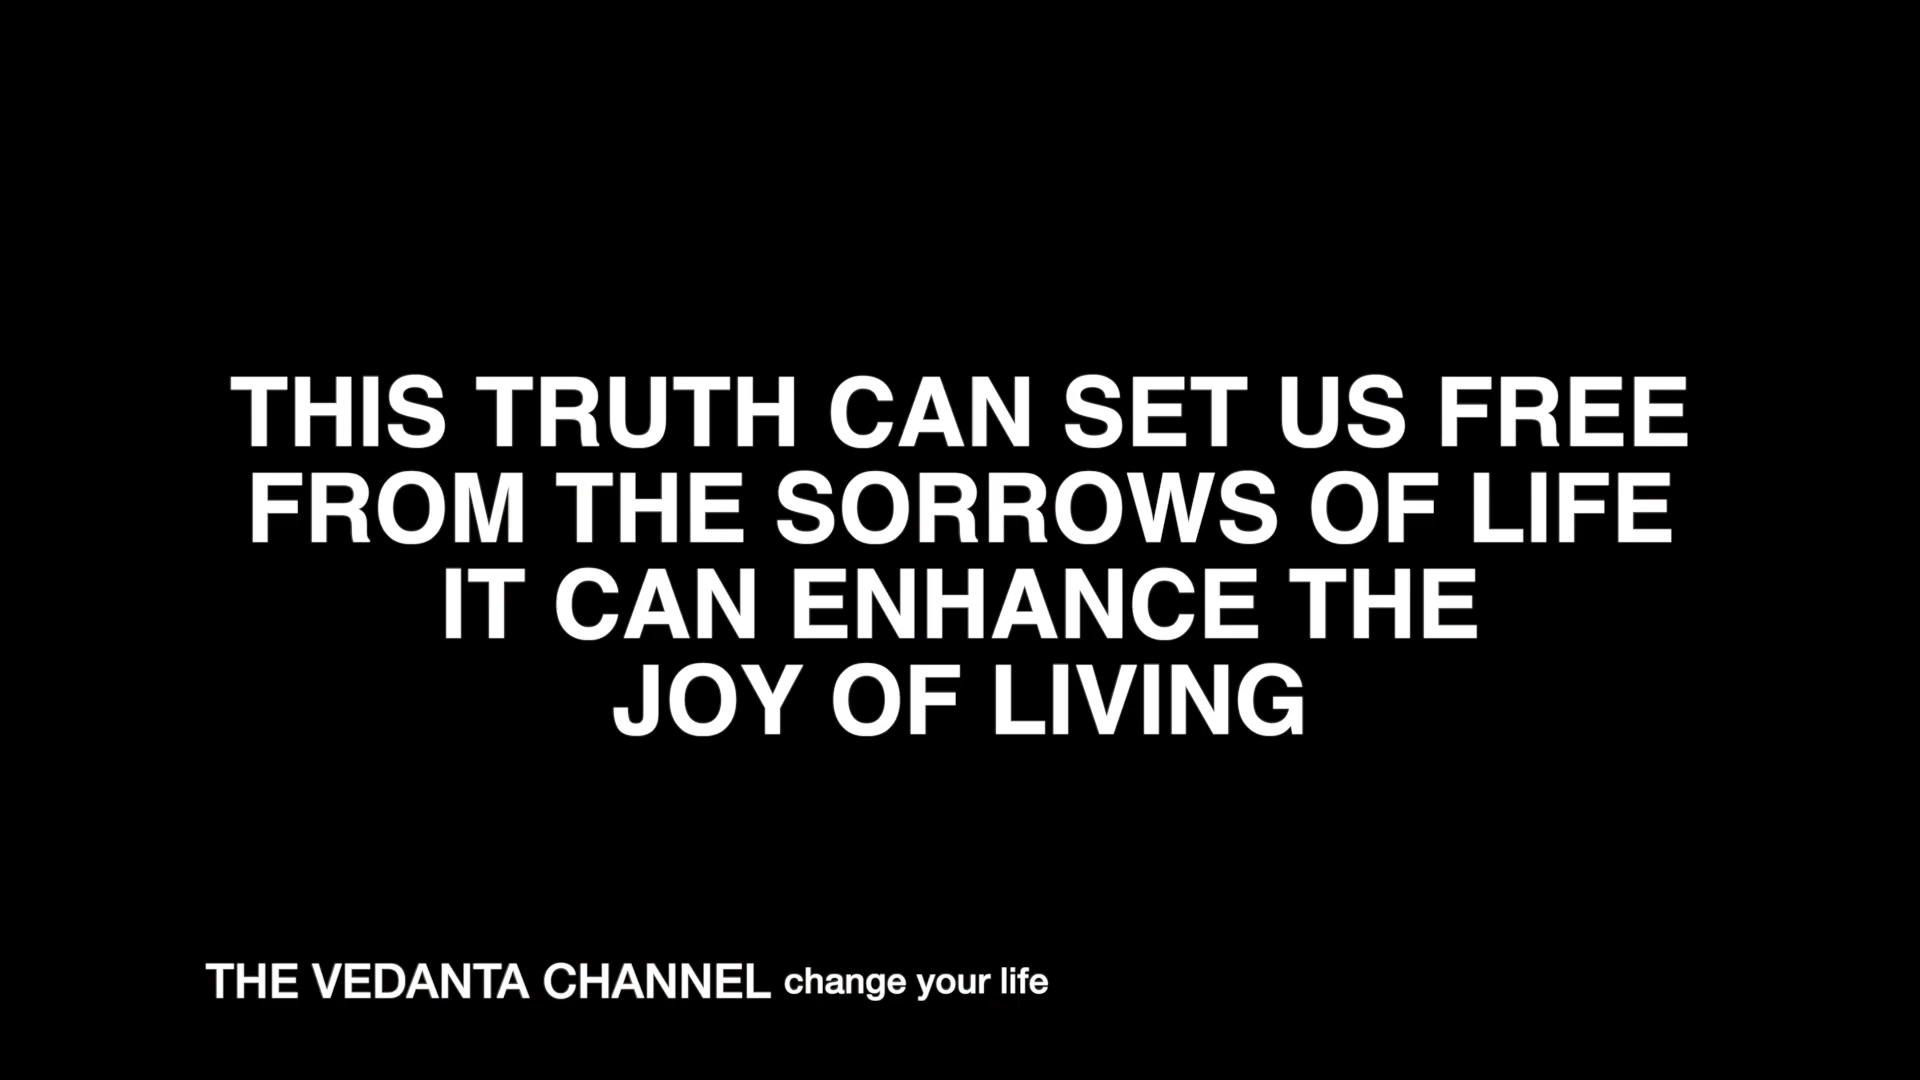 THIS TRUTH CAN SET US FREE
FROM THE SORROWS OF LIFE
IT CAN ENHANCE THE
JOY OF LIVING
THE VEDANTA CHANNEL change your life